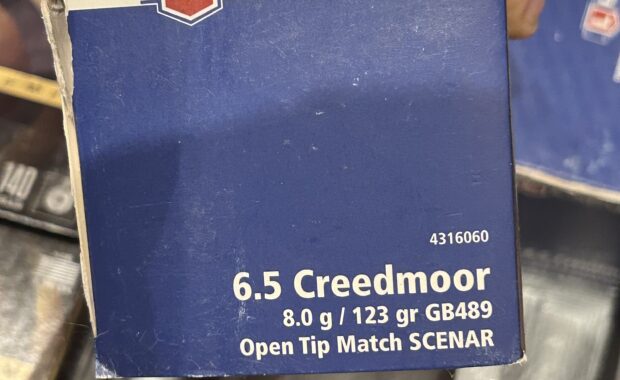 140
4316060
6.5 Creedmoor
8.0 g / 123 gr GB489
Open Tip Match SCENAR